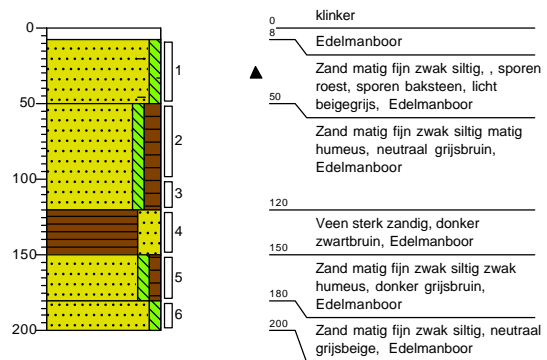 0
50
100
150
200
1
2
3
4
5
6
0
klinker
8
Edelmanboor
Zand matig fijn zwak siltig, , sporen
roest, sporen baksteen, licht
beigegrijs, Edelmanboor
50
Zand matig fijn zwak siltig matig
humeus, neutraal grijsbruin,
Edelmanboor
120
Veen sterk zandig, donker
zwartbruin, Edelmanboor
150
Zand matig fijn zwak siltig zwak
humeus, donker grijsbruin,
Edelmanboor
180
200
Zand matig fijn zwak siltig, neutraal
grijsbeige, Edelmanboor